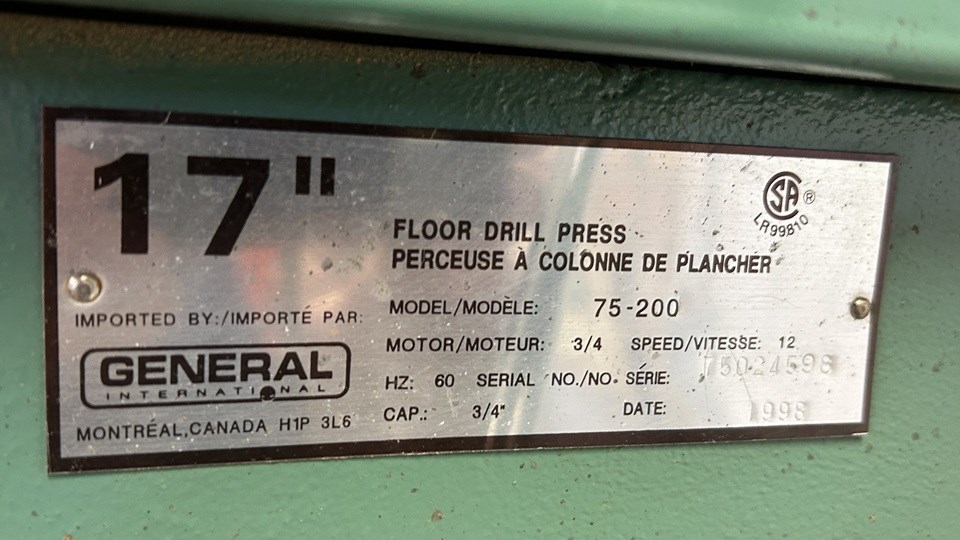 17"
FLOOR DRILL PRESS
PERCEUSE À COLONNE DE PLANCHER
SA ®
LR99810
IMPORTED BY:/IMPORTÉ PAR:
GENERAL
INTERNATIONAL
MONTRÉAL,CANADA H1P 3L6
MODEL/MODÈLE: 75-200
MOTOR/MOTEUR: 3/4 SPEED/VITESSE: 12
HZ: 60 SERIAL NO./NO. SÉRIE: 75024598
CAP.: 3/4" DATE: 1998